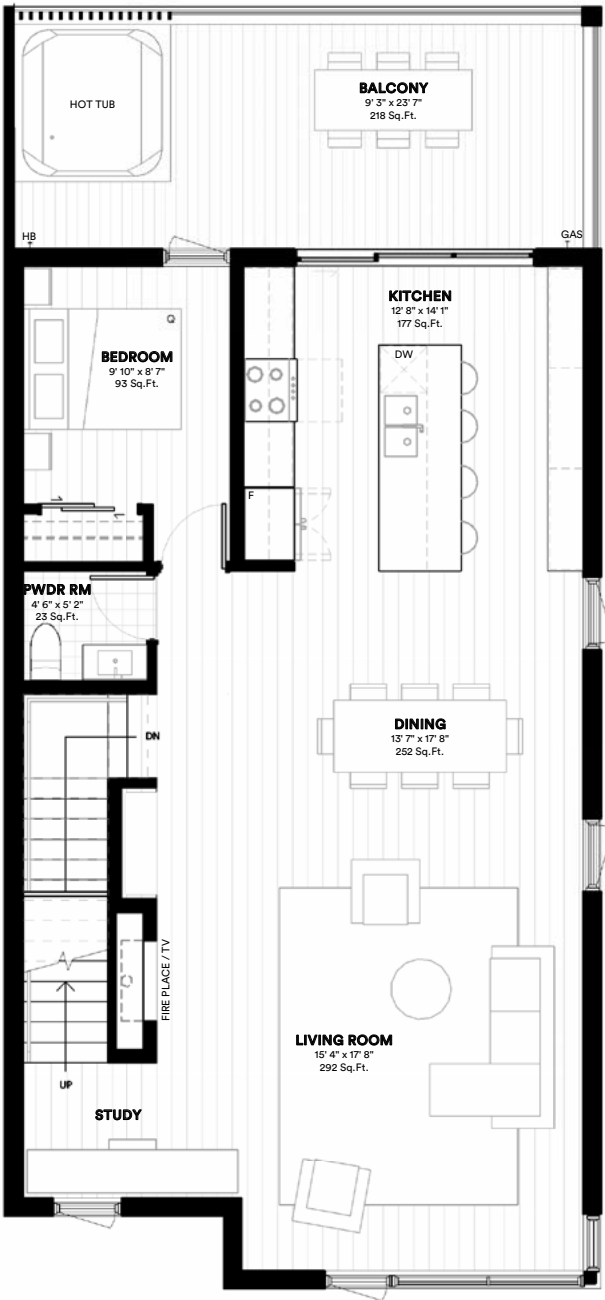 HOT TUB
BALCONY
9' 3" x 23' 7"
218 Sq.Ft.
HB
GAS
KITCHEN
12' 8" x 14' 1"
177 Sq.Ft.
Q
BEDROOM
9' 10" x 8' 7"
93 Sq.Ft.
DW
F
1
1
PWDR RM
4' 6" x 5' 2"
23 Sq.Ft.
DN
DINING
13' 7" x 17' 8"
252 Sq.Ft.
FIRE PLACE / TV
LIVING ROOM
15' 4" x 17' 8"
292 Sq.Ft.
UP
STUDY